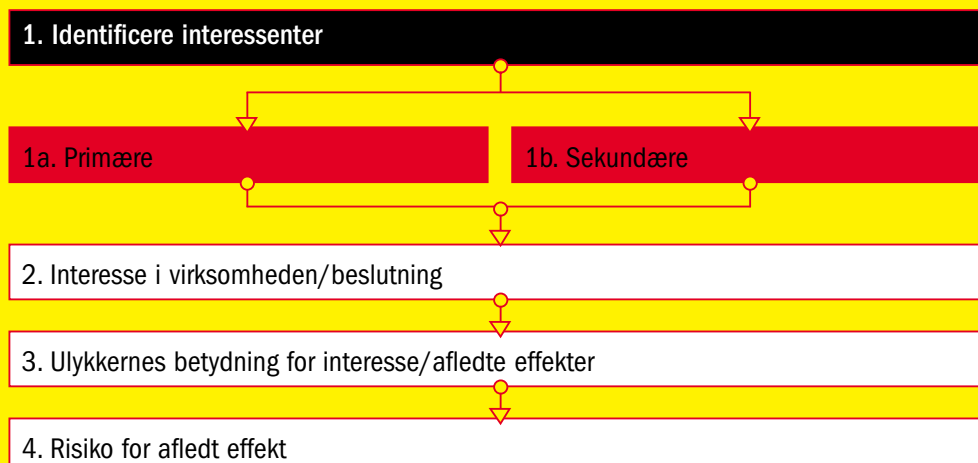 1. Identificere interessenter
1a. Primære
1b. Sekundære
2. Interesse i virksomheden/beslutning
3. Ulykkernes betydning for interesse/afledte effekter
4. Risiko for afledt effekt